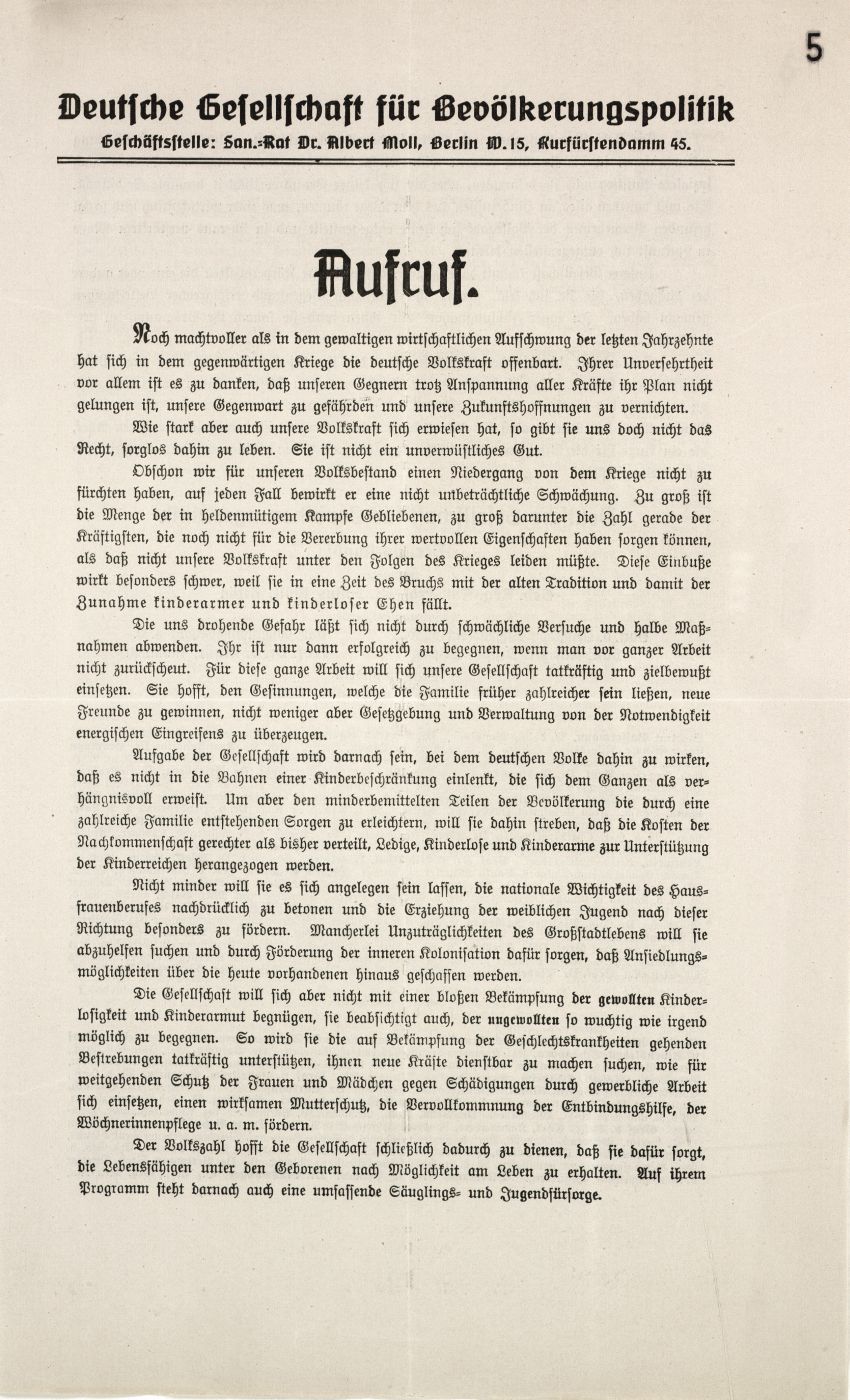 5
Deutsche Gesellschaft für Bevölkerungspolitik
Geschäftsstelle: San.-Rat Dr. Albert Moll, Berlin W. 15, Kurfürstendamm 45.
Aufruf.
Noch machtvoller als in dem gewaltigen wirtschaftlichen Aufschwung der letzten Jahrzehnte
hat sich in dem gegenwärtigen Kriege die deutsche Volkskraft offenbart. Ihrer Unversehrtheit
vor allem ist es zu danken, daß unseren Gegnern trotz Anspannung aller Kräfte ihr Plan nicht
gelungen ist, unsere Gegenwart zu gefährden und unsere Zukunftshoffnungen zu vernichten.
Wie stark aber auch unsere Volkskraft sich erwiesen hat, so gibt sie uns doch nicht das
Recht, sorglos dahin zu leben. Sie ist nicht ein unverwüstliches Gut.
Obschon wir für unseren Volksbestand einen Niedergang von dem Kriege nicht zu
fürchten haben, auf jeden Fall bewirkt er eine nicht unbeträchtliche Schwächung. Zu groß ist
die Menge der in heldenmütigem Kampfe Gebliebenen, zu groß darunter die Zahl gerade der
Kräftigsten, die noch nicht für die Vererbung ihrer wertvollen Eigenschaften haben sorgen können,
als daß nicht unsere Volkskraft unter den Folgen des Krieges leiden müßte. Diese Einbuße
wirkt besonders schwer, weil sie in eine Zeit des Bruchs mit der alten Tradition und damit der
Zunahme kinderarmer und kinderloser Ehen fällt.
Die uns drohende Gefahr läßt sich nicht durch schwächliche Versuche und halbe Maß-
nahmen abwenden. Ihr ist nur dann erfolgreich zu begegnen, wenn man vor ganzer Arbeit
nicht zurückscheut. Für diese ganze Arbeit will sich unsere Gesellschaft tatkräftig und zielbewußt
einsetzen. Sie hofft, den Gesinnungen, welche die Familie früher zahlreicher sein ließen, neue
Freunde zu gewinnen, nicht weniger aber Gesetzgebung und Verwaltung von der Notwendigkeit
energischen Eingreifens zu überzeugen.
Aufgabe der Gesellschaft wird darnach sein, bei dem deutschen Volke dahin zu wirken,
daß es nicht in die Bahnen einer Kinderbeschränkung einlenkt, die sich dem Ganzen als ver-
hängnisvoll erweist. Um aber den minderbemittelten Teilen der Bevölkerung die durch eine
zahlreiche Familie entstehenden Sorgen zu erleichtern, will sie dahin streben, daß die Kosten der
Nachkommenschaft gerechter als bisher verteilt, Ledige, Kinderlose und Kinderarme zur Unterstützung
der Kinderreichen herangezogen werden.
Nicht minder will sie es sich angelegen sein lassen, die nationale Wichtigkeit des Haus-
frauenberufes nachdrücklich zu betonen und die Erziehung der weiblichen Jugend nach dieser
Richtung besonders zu fördern. Mancherlei Unzuträglichkeiten des Großstadtlebens will sie
abzuhelfen suchen und durch Förderung der inneren Kolonisation dafür sorgen, daß Ansiedlungs-
möglichkeiten über die heute vorhandenen hinaus geschaffen werden.
Die Gesellschaft will sich aber nicht mit einer bloßen Bekämpfung der gewollten Kinder-
losigkeit und Kinderarmut begnügen, sie beabsichtigt auch, der ungewollten so wuchtig wie irgend
möglich zu begegnen. So wird sie die auf Bekämpfung der Geschlechtskrankheiten gehenden
Bestrebungen tatkräftig unterstützen, ihnen neue Kräfte dienstbar zu machen suchen, wie für
weitgehenden Schutz der Frauen und Mädchen gegen Schädigungen durch gewerbliche Arbeit
sich einsetzen, einen wirksamen Mutterschutz, die Vervollkommnung der Entbindungshilfe, der
Wöchnerinnenpflege u. a. m. fördern.
Der Volkszahl hofft die Gesellschaft schließlich dadurch zu dienen, daß sie dafür sorgt,
die Lebensfähigen unter den Geborenen nach Möglichkeit am Leben zu erhalten. Auf ihrem
Programm steht darnach auch eine umfassende Säuglings- und Jugendfürsorge.